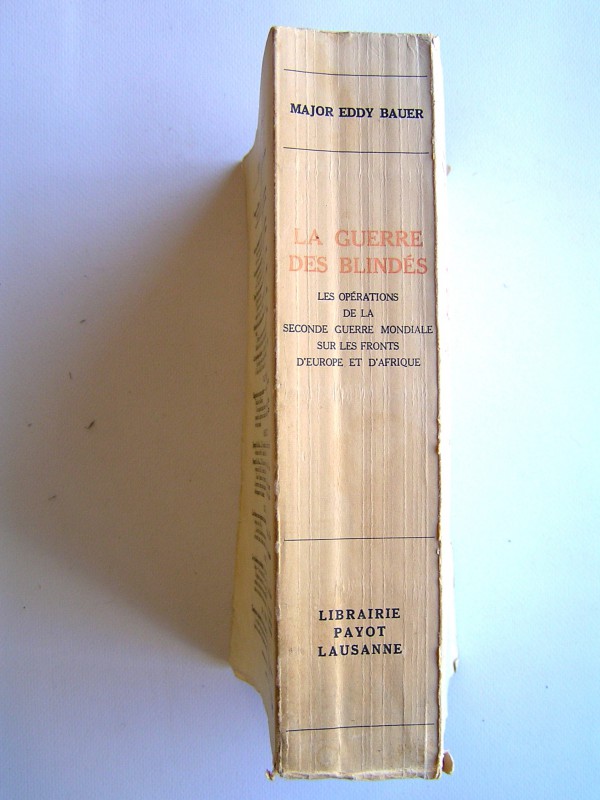 MAJOR EDDY BAUER
LA GUERRE
DES BLINDÉS
LES OPÉRATIONS
DE LA
SECONDE GUERRE MONDIALE
SUR LES FRONTS
D'EUROPE ET D'AFRIQUE
LIBRAIRIE
PAYOT
LAUSANNE